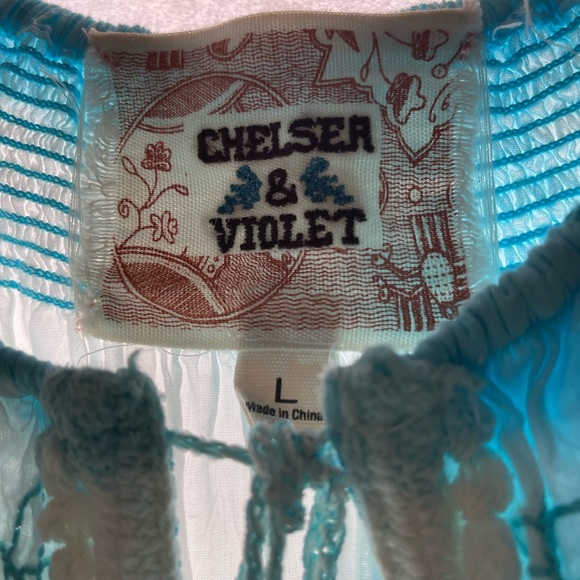 CHELSEA
&
VIOLET
L
Made in China